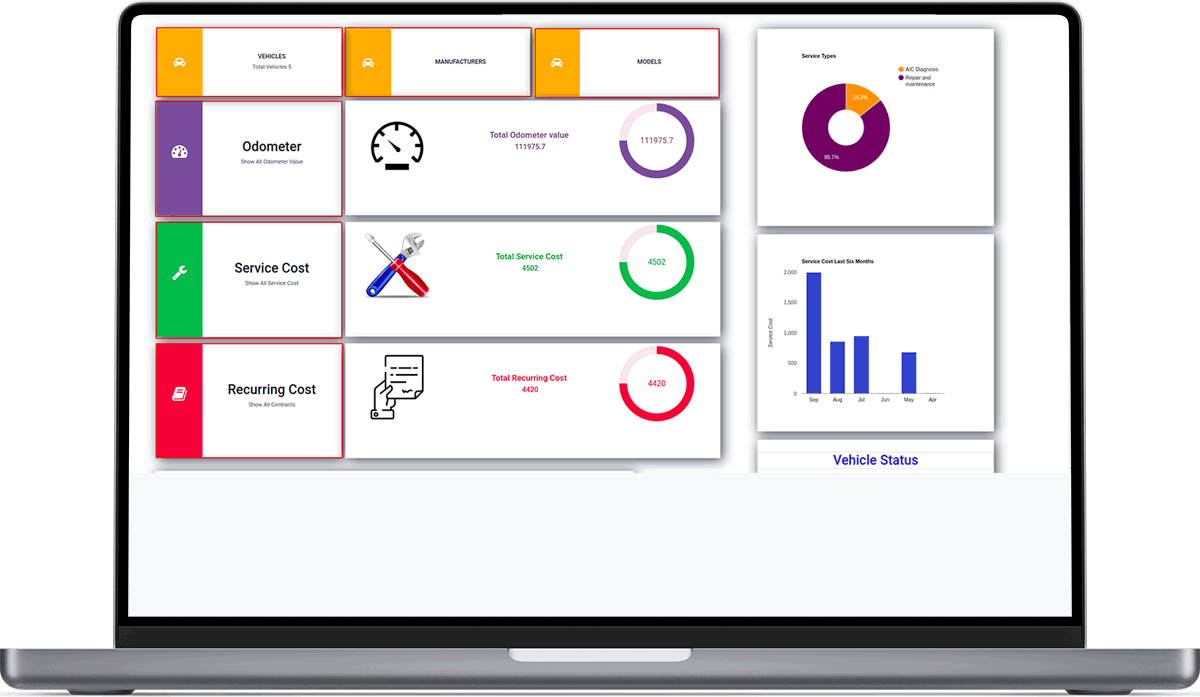 VEHICLES
Total Vehicles 5
MANUFACTURERS
MODELS
Odometer
Show All Odometer Value
Total Odometer value
111975.7
111975.7
Service Cost
Show All Service Cost
Total Service Cost
4502
4502
Recurring Cost
Show All Contracts
Total Recurring Cost
4420
4420
Service Types
14.3%
85.7%
A/C Diagnosis
Repair and
maintenance
Service Cost Last Six Months
Service Cost
2,000
1,500
1,000
500
0
Sep Aug Jul Jun May Apr
Vehicle Status